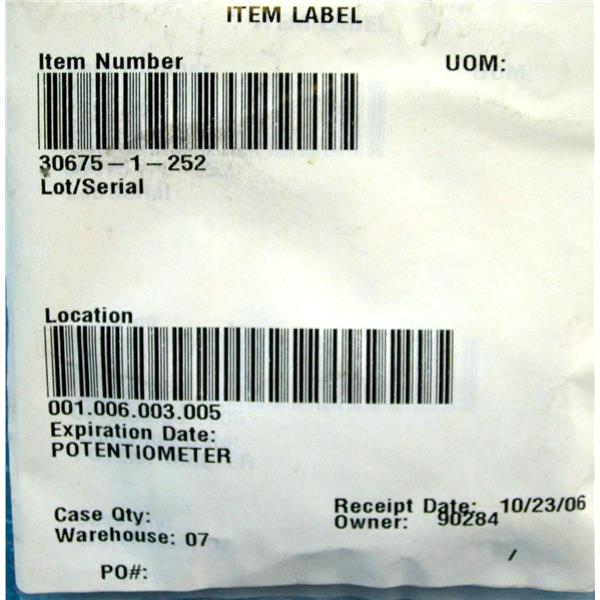 ITEM LABEL
Item Number UOM:
30675-1-252
Lot/Serial
Location
001.006.003.005
Expiration Date:
POTENTIOMETER
Receipt Date: 10/23/06
Case Qty: Owner: 90284
Warehouse: 07
PO#: